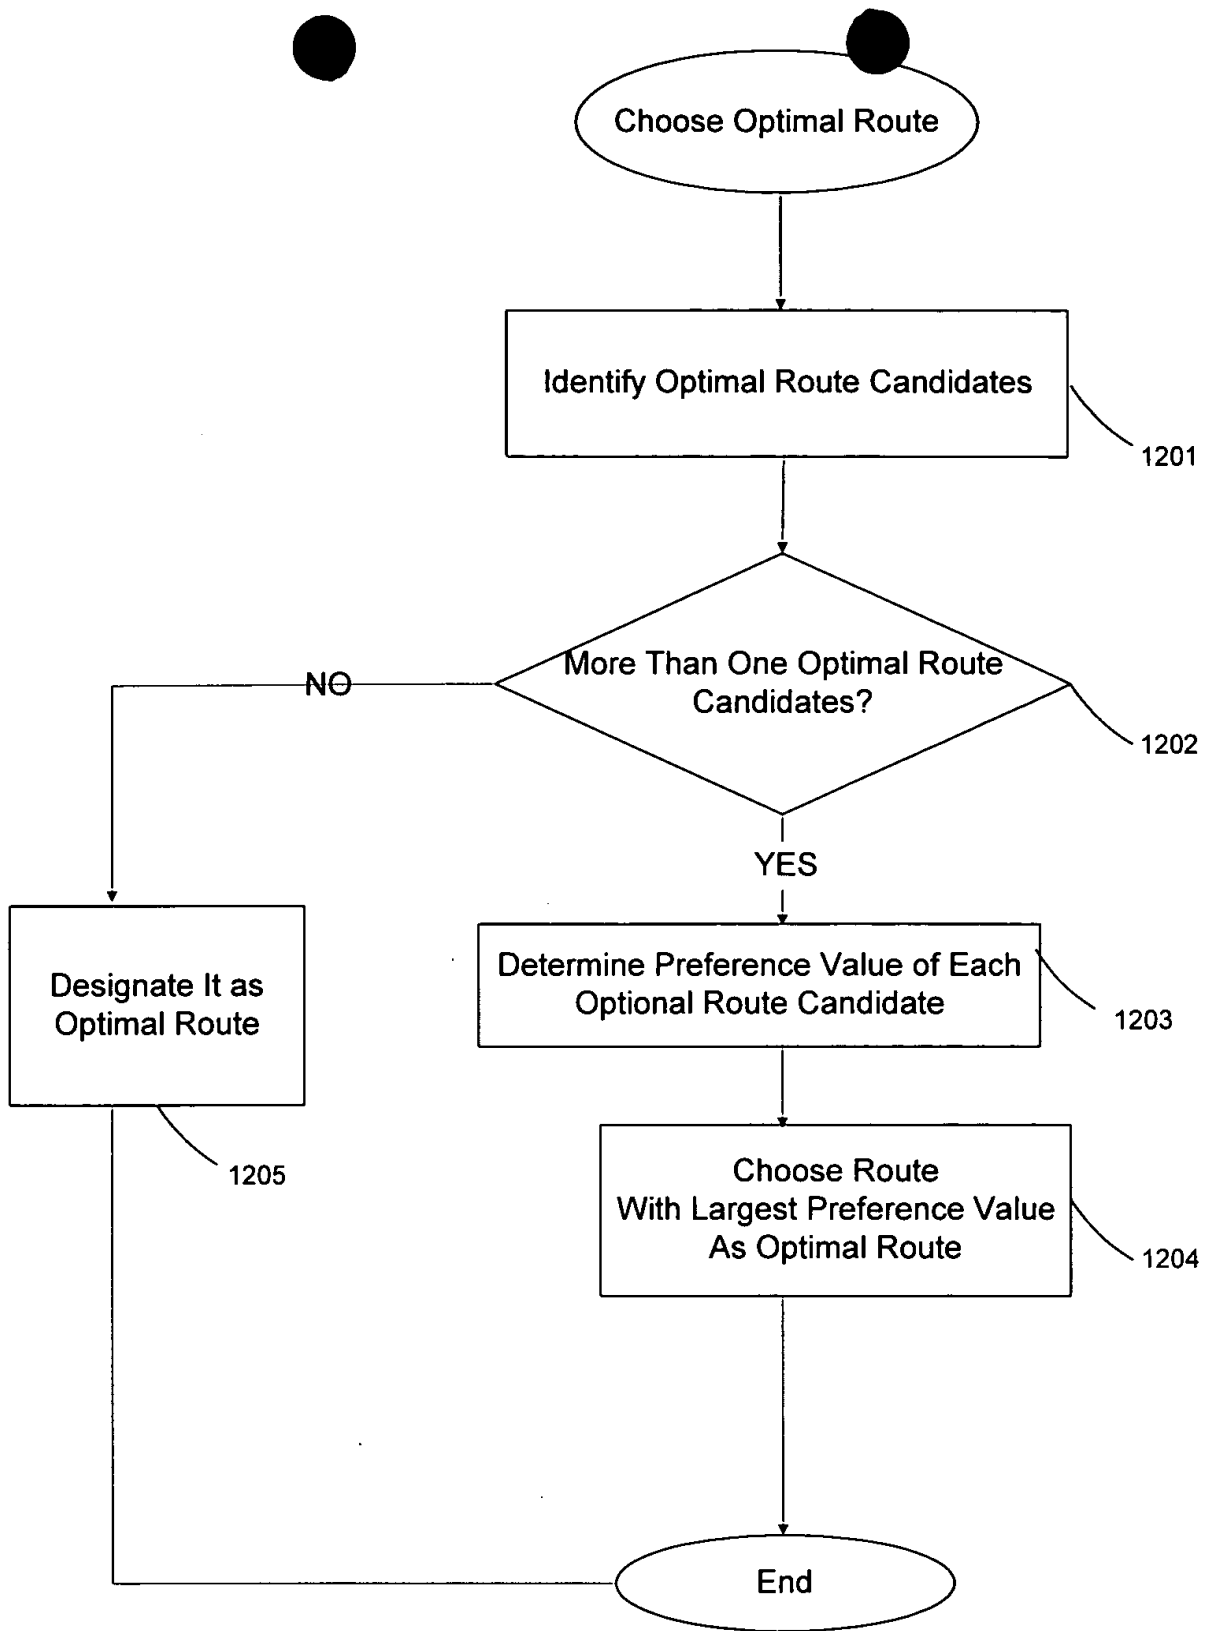 Choose Optimal Route
Identify Optimal Route Candidates
1201
More Than One Optimal Route
Candidates?
1202
NO
YES
Determine Preference Value of Each
Optional Route Candidate
1203
Designate It as
Optimal Route
1205
Choose Route
With Largest Preference Value
As Optimal Route
1204
End